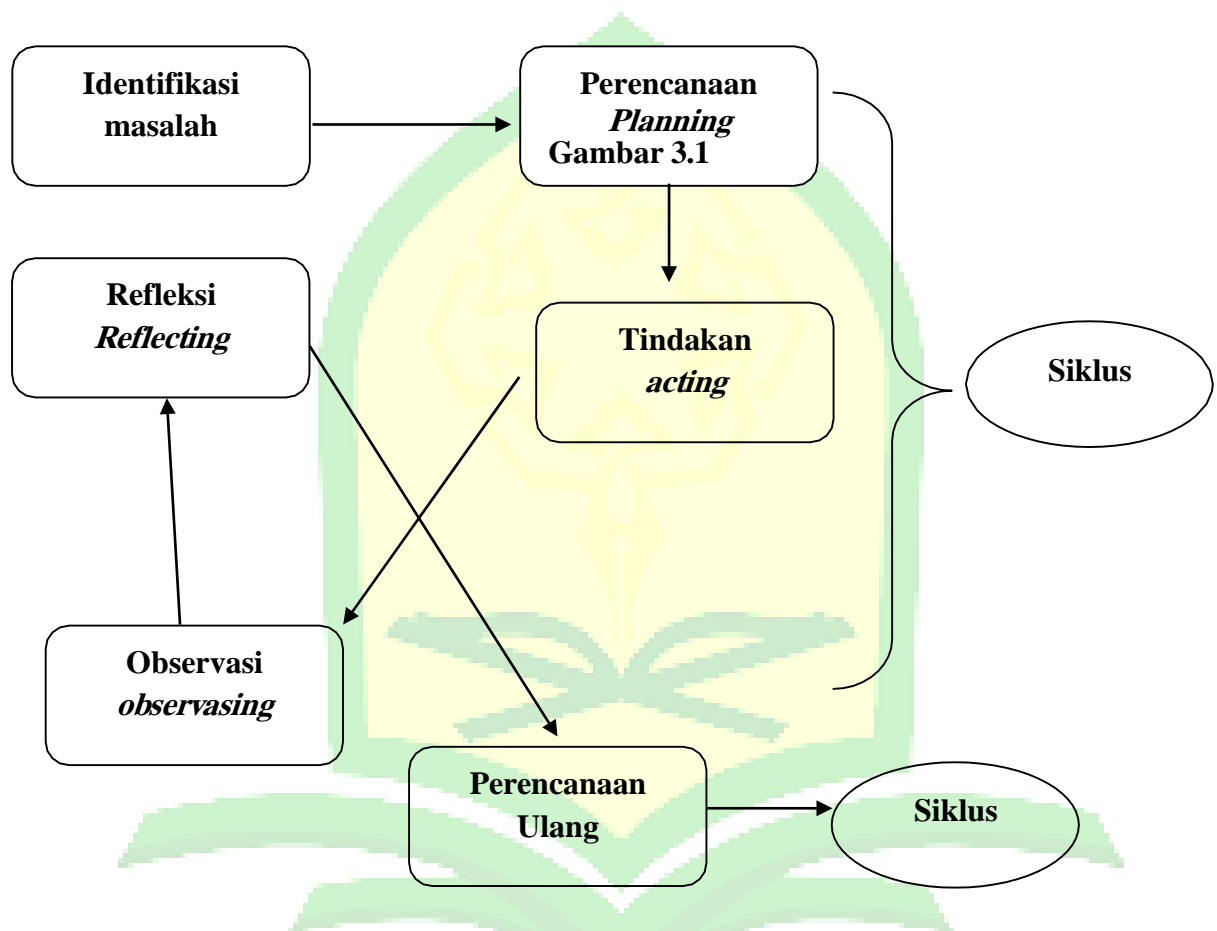 Identifikasi
masalah
Perencanaan
Planning
Gambar 3.1
Refleksi
Reflecting
Tindakan
acting
Siklus
Observasi
observasing
Perencanaan
Ulang
Siklus